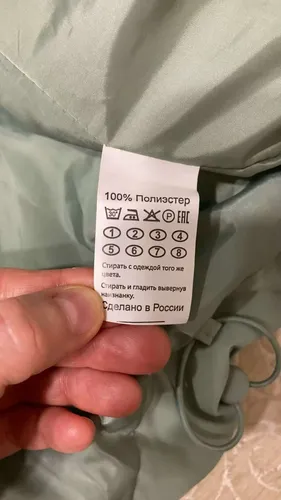 100% Полиэстер
P EAC
1 2 3 4
5 6 7 8
Стирать с одеждой того же
цвета.
Стирать и гладить вывернув
наизнанку.
Сделано в России